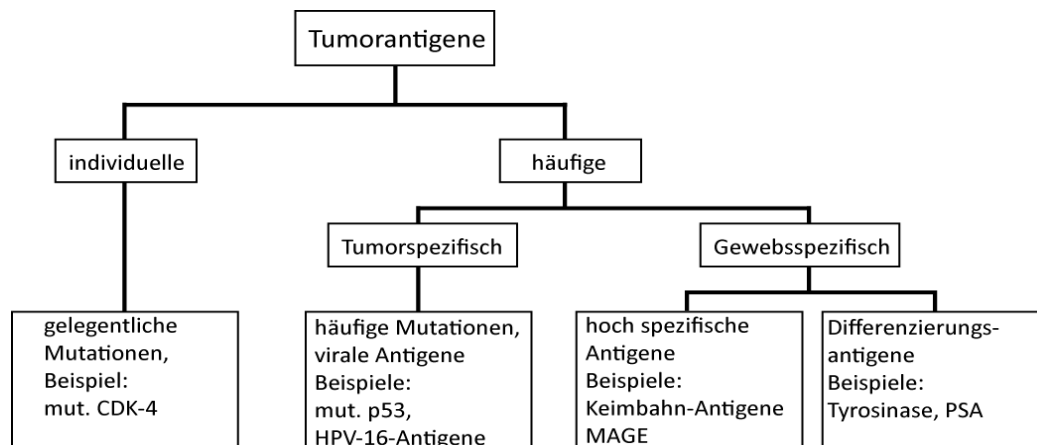 Tumorantigene
individuelle
häufige
Tumorspezifisch
Gewebsspezifisch
gelegentliche
Mutationen,
Beispiel:
mut. CDK-4
häufige Mutationen,
virale Antigene
Beispiele:
mut. p53,
HPV-16-Antigene
hoch spezifische
Antigene
Beispiele:
Keimbahn-Antigene
MAGE
Differenzierungs-
antigene
Beispiele:
Tyrosinase, PSA